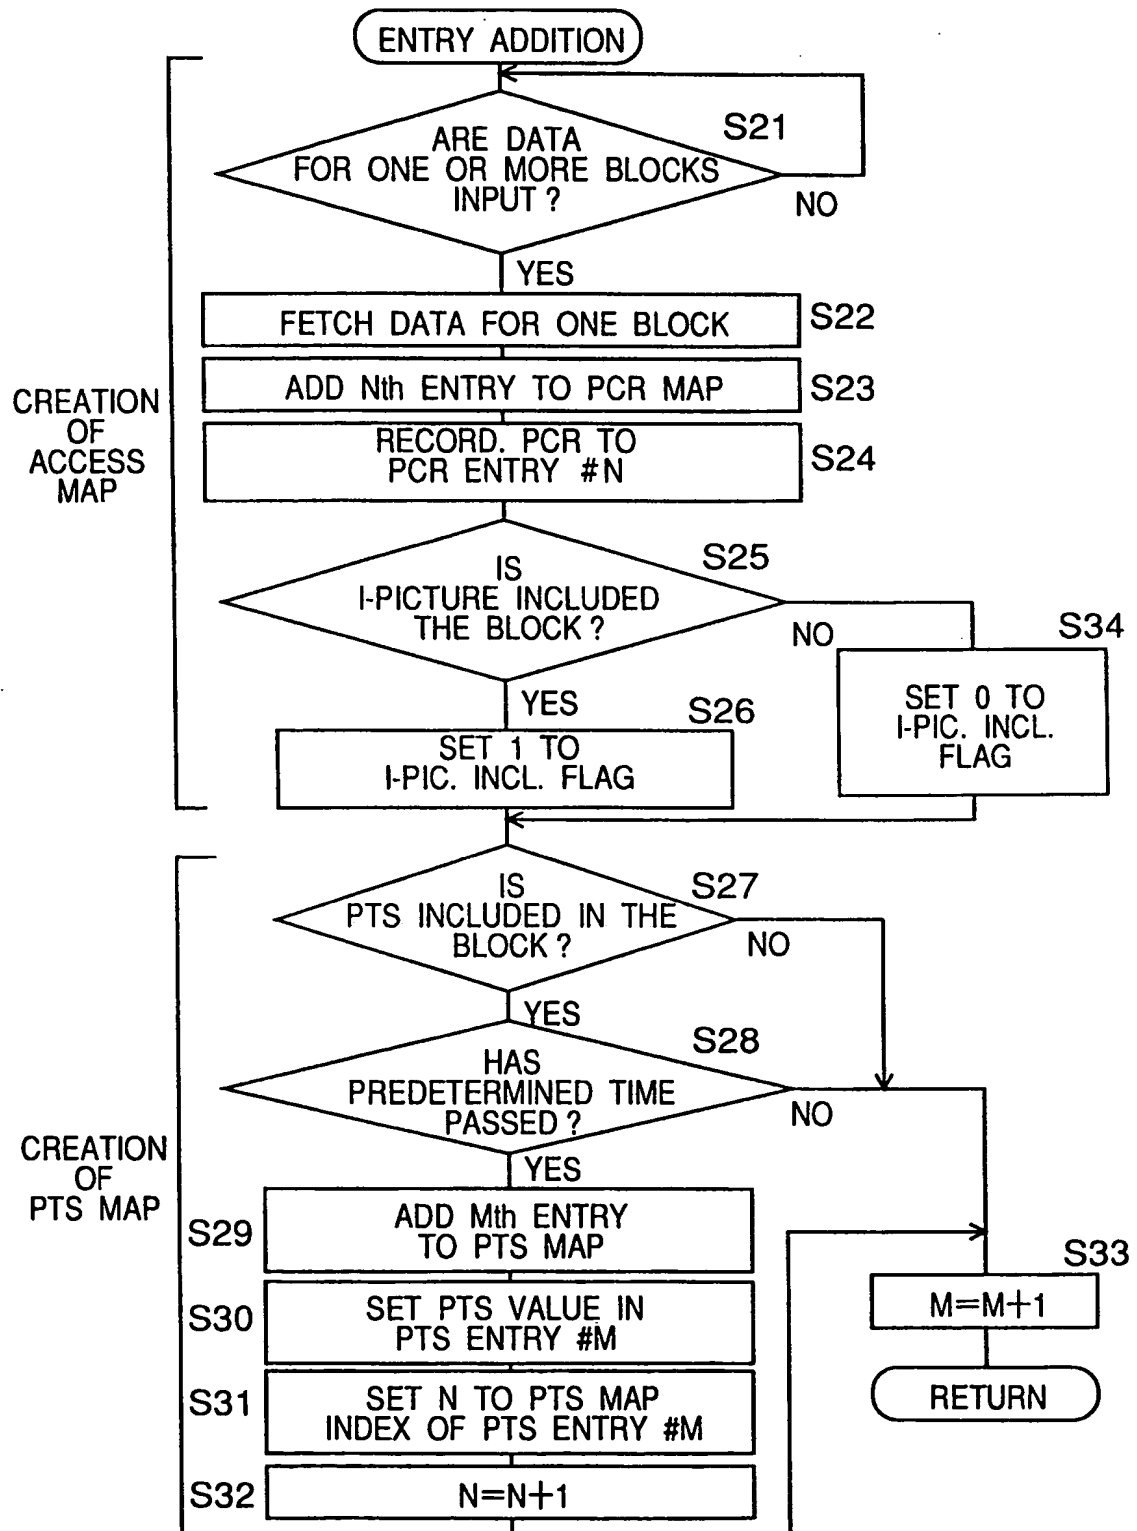 ENTRY ADDITION
ARE DATA
FOR ONE OR MORE BLOCKS
INPUT ?
S21
NO
YES
FETCH DATA FOR ONE BLOCK
S22
ADD Nth ENTRY TO PCR MAP
S23
RECORD. PCR TO
PCR ENTRY #N
S24
CREATION
OF
ACCESS
MAP
IS
I-PICTURE INCLUDED
THE BLOCK ?
S25
NO
YES
S34
SET 0 TO
I-PIC. INCL.
FLAG
S26
SET 1 TO
I-PIC. INCL. FLAG
IS
PTS INCLUDED IN THE
BLOCK ?
S27
NO
YES
HAS
PREDETERMINED TIME
PASSED ?
S28
NO
YES
CREATION
OF
PTS MAP
S29
ADD Mth ENTRY
TO PTS MAP
S30
SET PTS VALUE IN
PTS ENTRY #M
S31
SET N TO PTS MAP
INDEX OF PTS ENTRY #M
S32
N=N+1
S33
M=M+1
RETURN